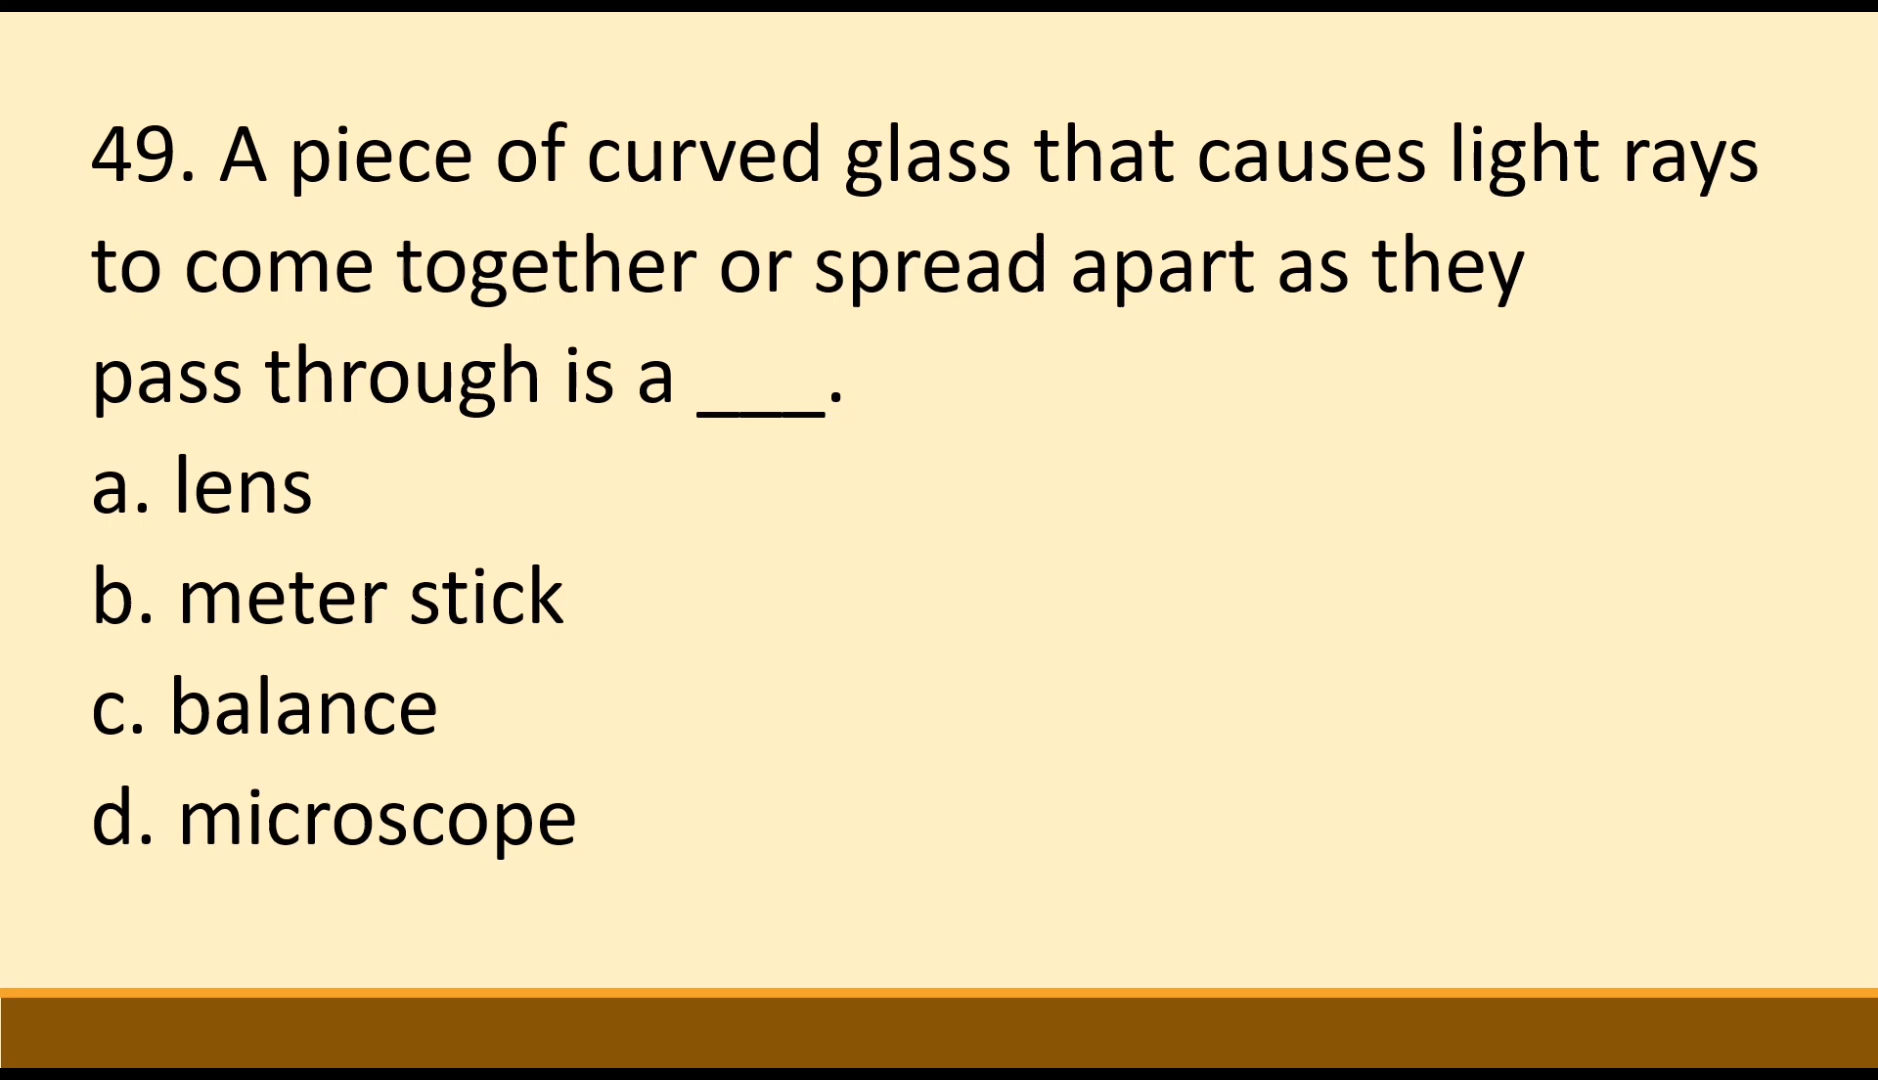 49. A piece of curved glass that causes light rays
to come together or spread apart as they
pass through is a ___.
a. lens
b. meter stick
c. balance
d. microscope